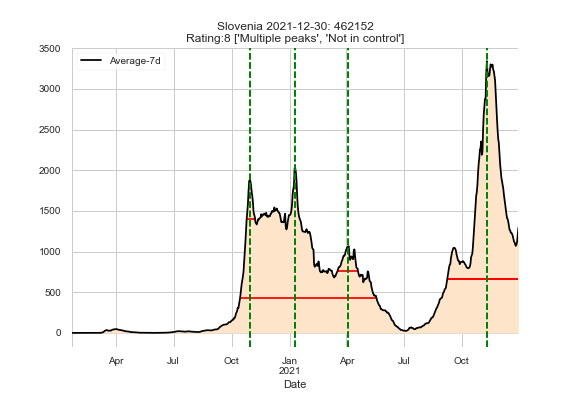 Slovenia 2021-12-30: 462152
Rating:8 ['Multiple peaks', 'Not in control']
Average-7d
3500
3000
2500
2000
1500
1000
500
0
Apr Jul Oct Jan Apr Jul Oct
2021
Date